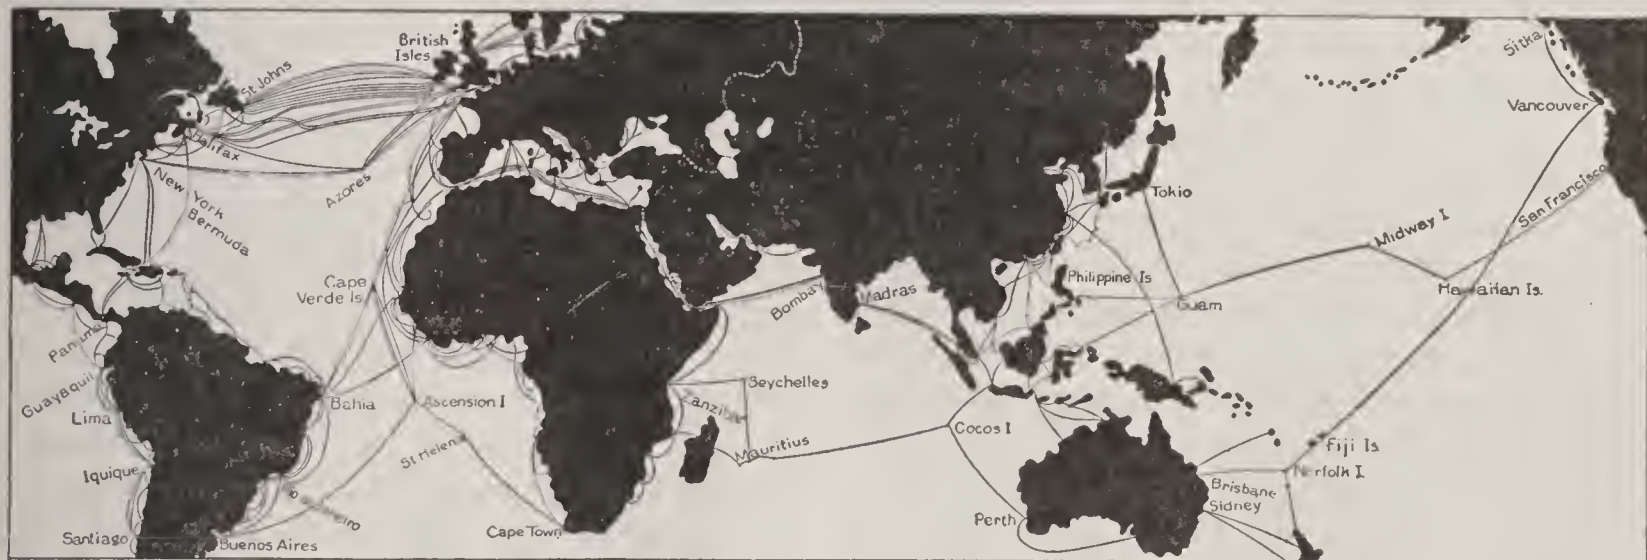 British
Isles
St Johns
Halifax
Azores
New York
Bermuda
Cape
Verde Is
Panama
Guayaquil
Lima
Iquique
Santiago
Bahia
Buenos Aires
Ascension I
St Helena
Cape Town
Bombay
Madras
Seychelles
Zanzibar
Mauritius
Cocos I
Perth
Philippine Is
Tokio
Guam
Midway I
Hawaiian Is.
Sitka
Vancouver
San Francisco
Fiji Is
Norfolk I
Brisbane
Sidney